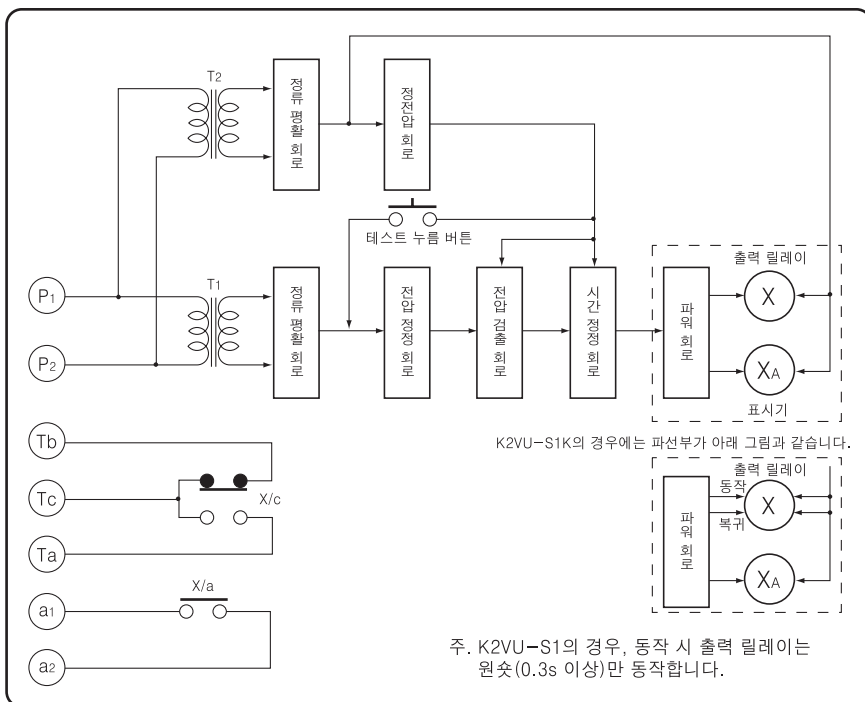 T2
정류 평활 회로
정전압 회로
테스트 누름 버튼
P1
P2
T1
정류 평활 회로
전압 정정 회로
전압 검출 회로
시간 정정 회로
파워 회로
출력 릴레이
X
XA
표시기
K2VU-S1K의 경우에는 파선부가 아래 그림과 같습니다.
출력 릴레이
동작
복귀
파워 회로
X
XA
Tb
Tc
Ta
X/c
a1
a2
X/a
주. K2VU-S1의 경우, 동작 시 출력 릴레이는
원숏(0.3s 이상)만 동작합니다.